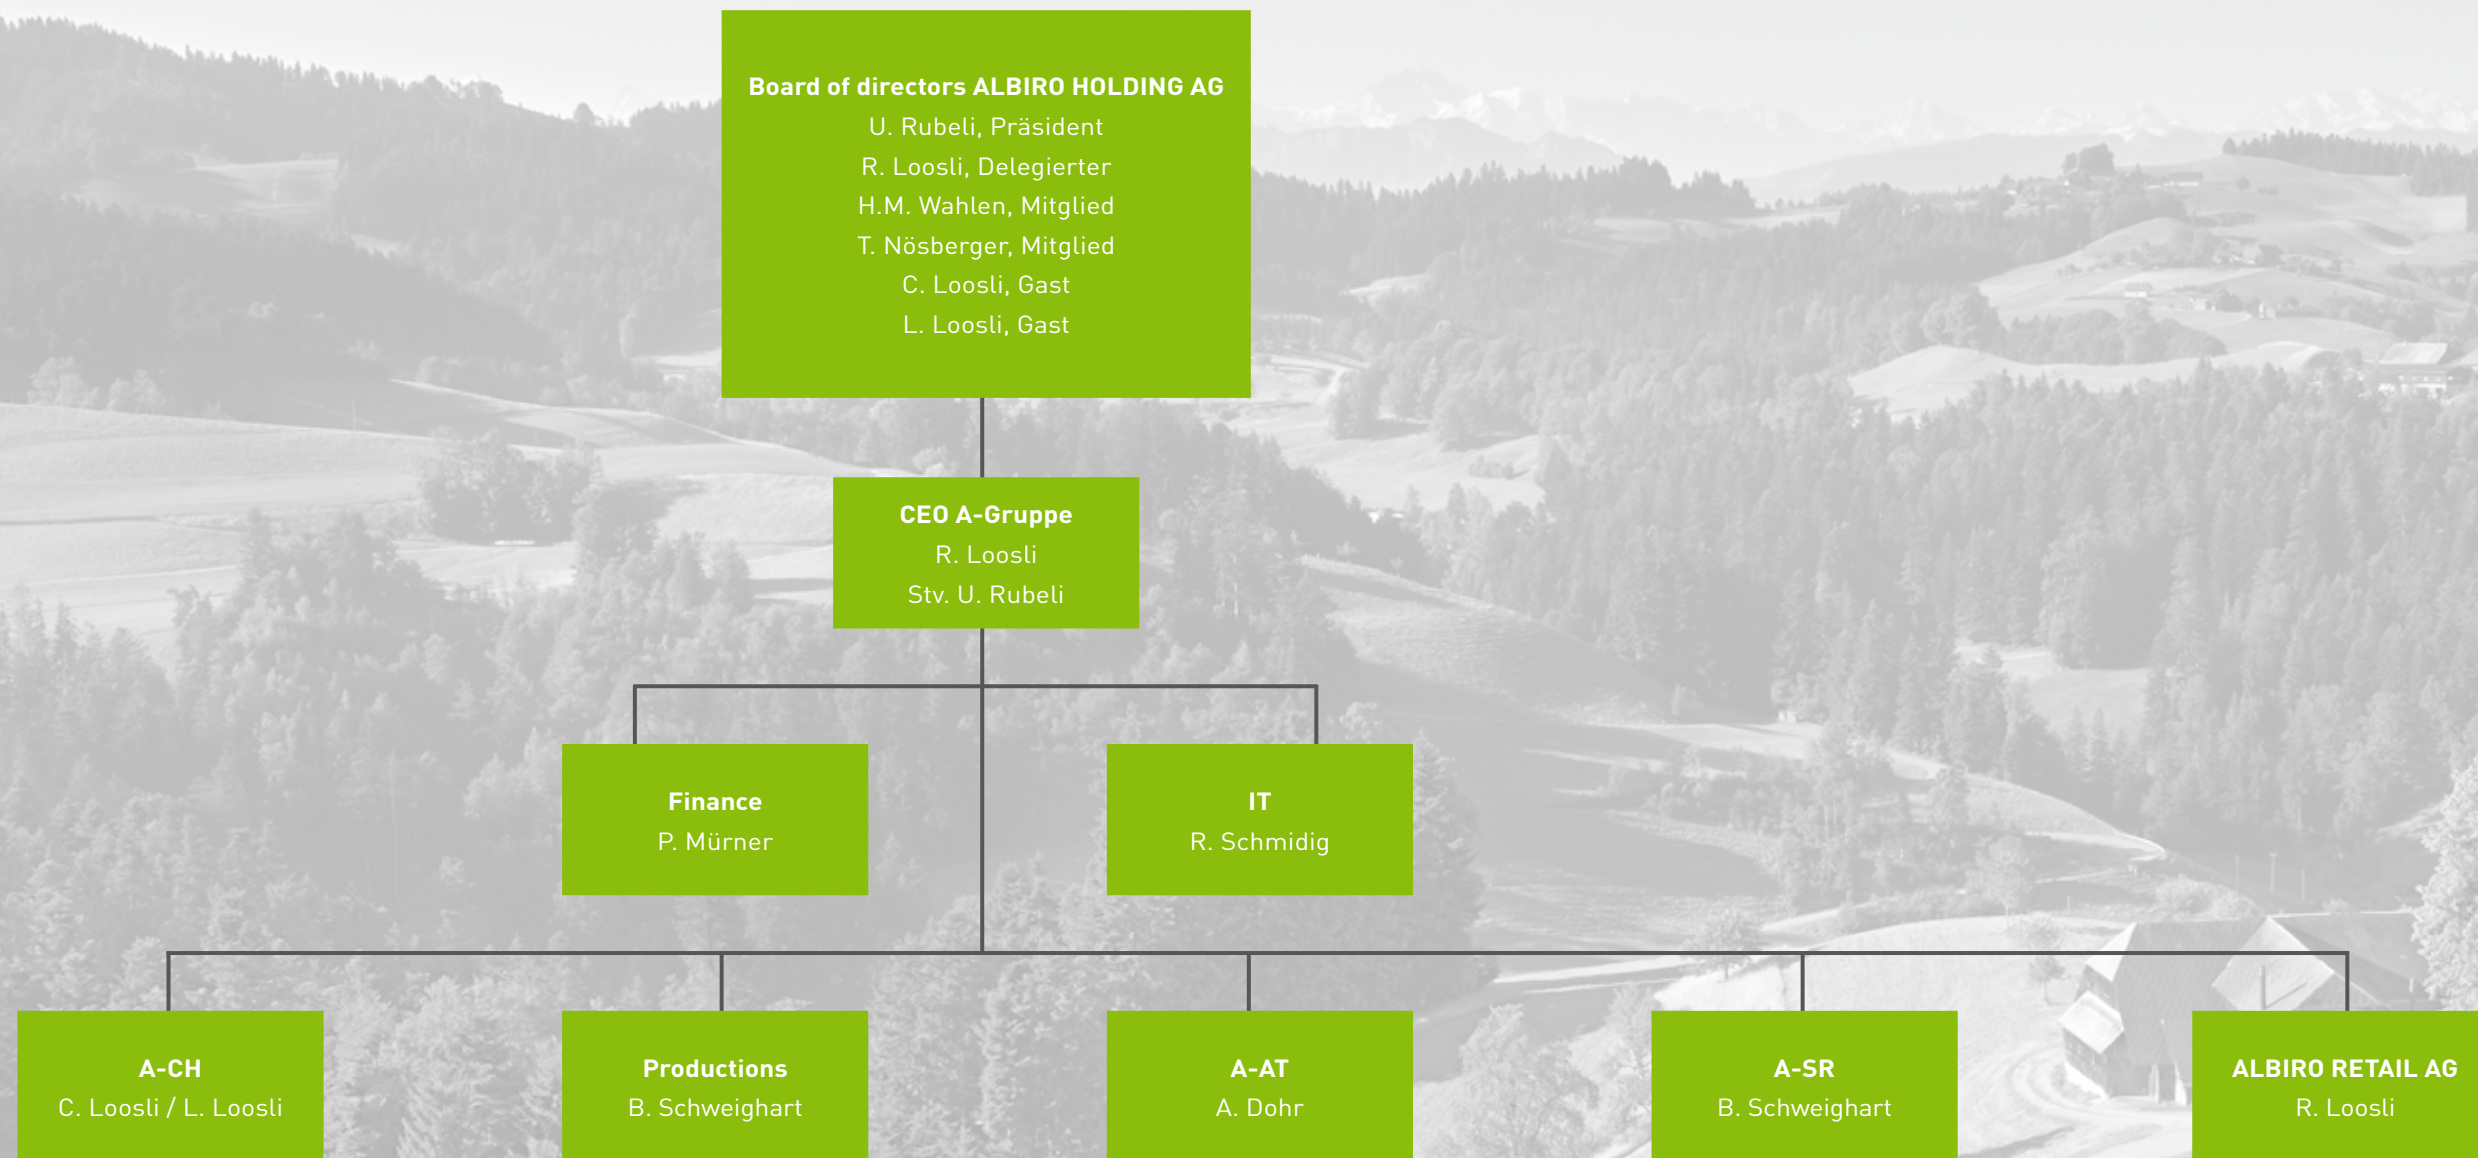 Board of directors ALBIRO HOLDING AG
U. Rubeli, Präsident
R. Loosli, Delegierter
H.M. Wahlen, Mitglied
T. Nösberger, Mitglied
C. Loosli, Gast
L. Loosli, Gast
CEO A-Gruppe
R. Loosli
Stv. U. Rubeli
Finance
P. Mürner
IT
R. Schmidig
A-CH
C. Loosli / L. Loosli
Productions
B. Schweighart
A-AT
A. Dohr
A-SR
B. Schweighart
ALBIRO RETAIL AG
R. Loosli